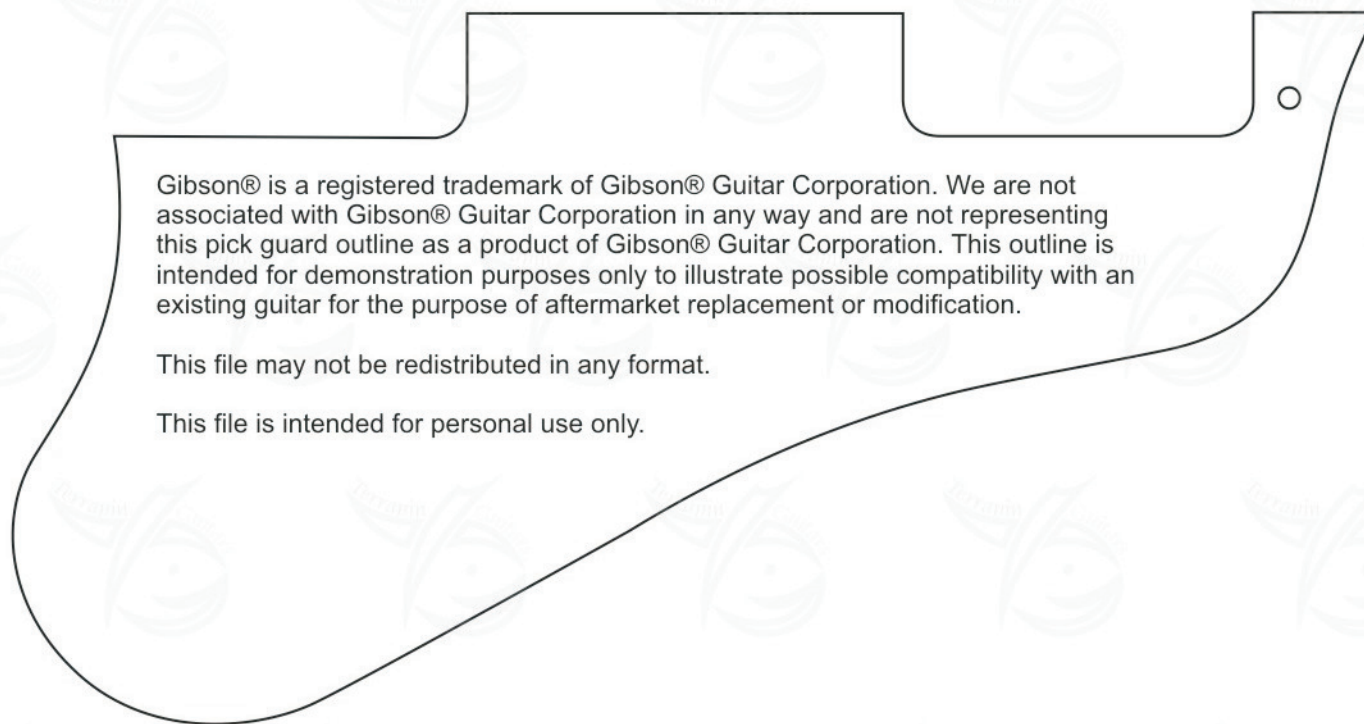 Gibson® is a registered trademark of Gibson® Guitar Corporation. We are not
associated with Gibson® Guitar Corporation in any way and are not representing
this pick guard outline as a product of Gibson® Guitar Corporation. This outline is
intended for demonstration purposes only to illustrate possible compatibility with an
existing guitar for the purpose of aftermarket replacement or modification.
This file may not be redistributed in any format.
This file is intended for personal use only.